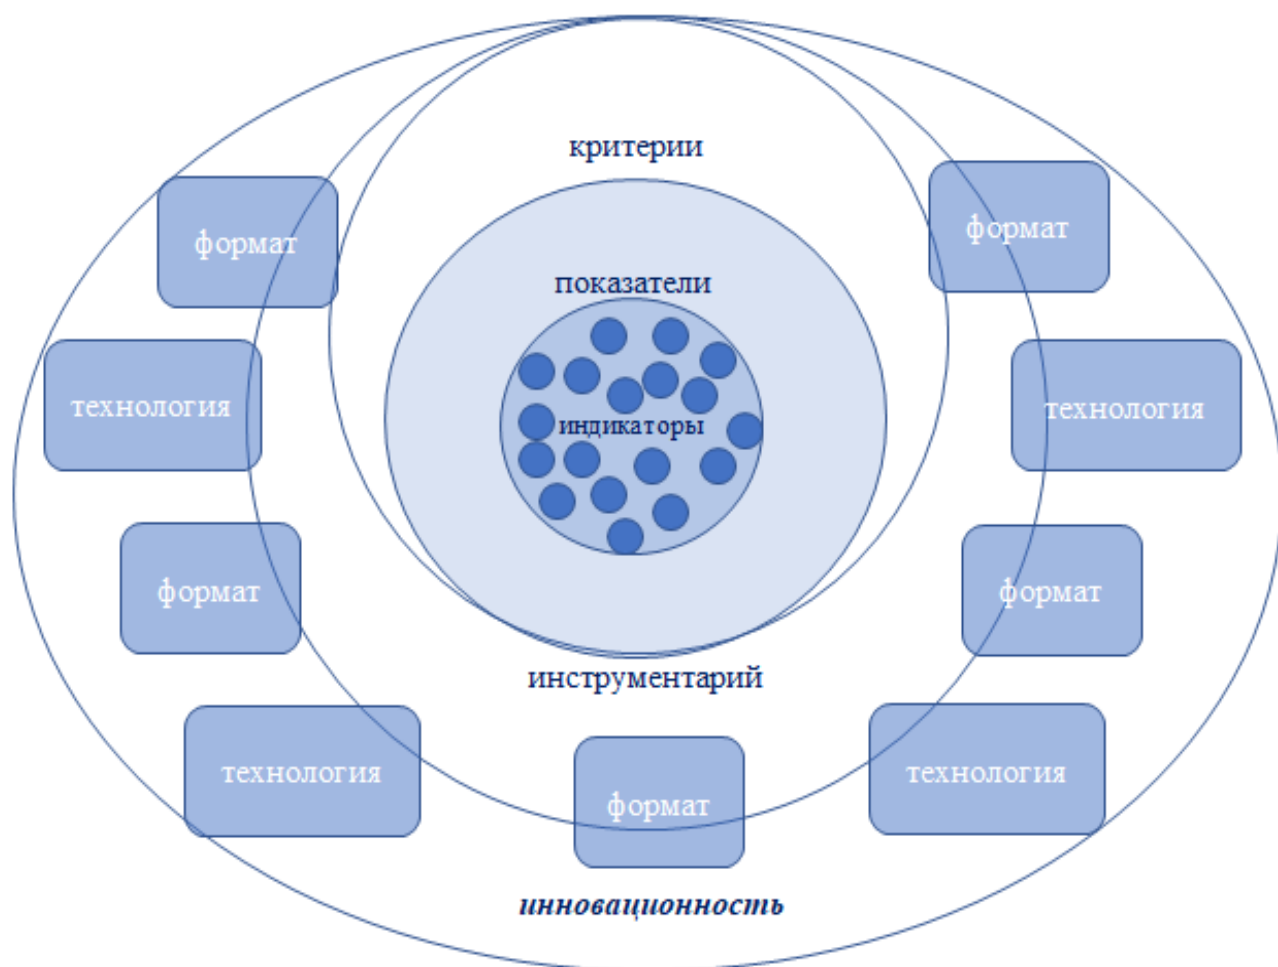 критерии
формат
формат
показатели
технология
технология
индикаторы
формат
формат
инструментарий
технология
технология
формат
инновационность